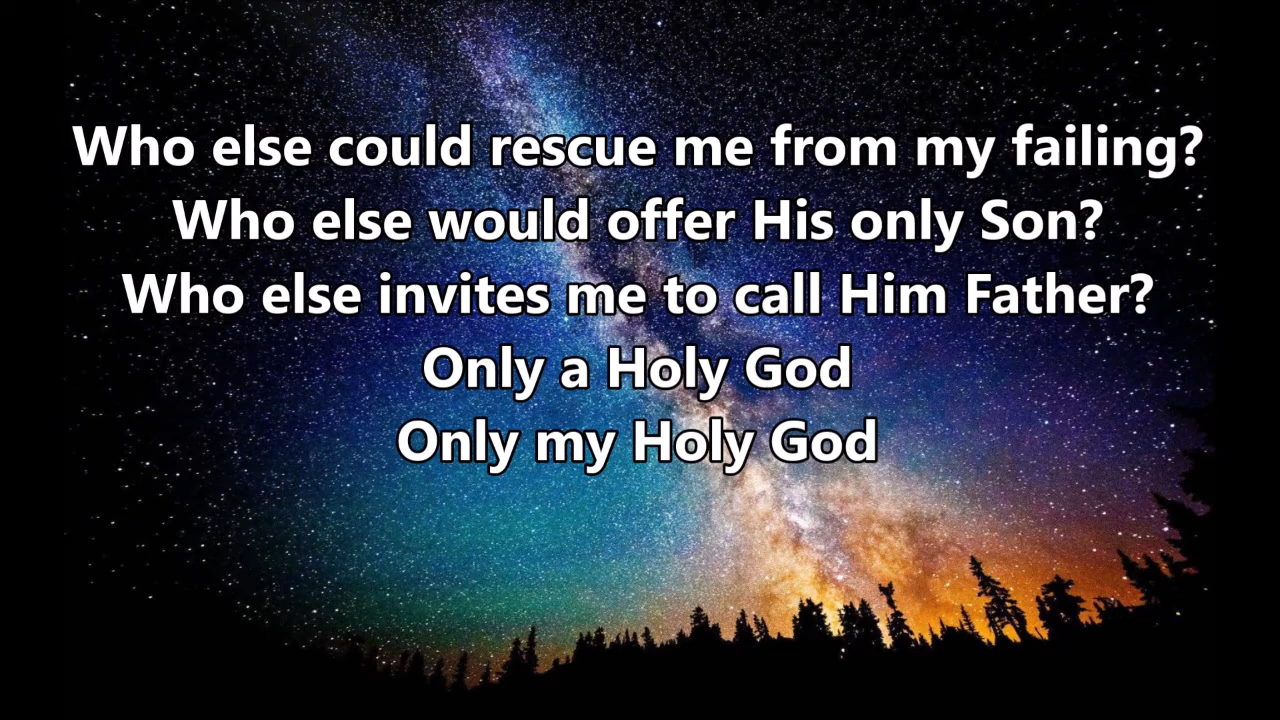 Who else could rescue me from my failing?
Who else would offer His only Son?
Who else invites me to call Him Father?
Only a Holy God
Only my Holy God